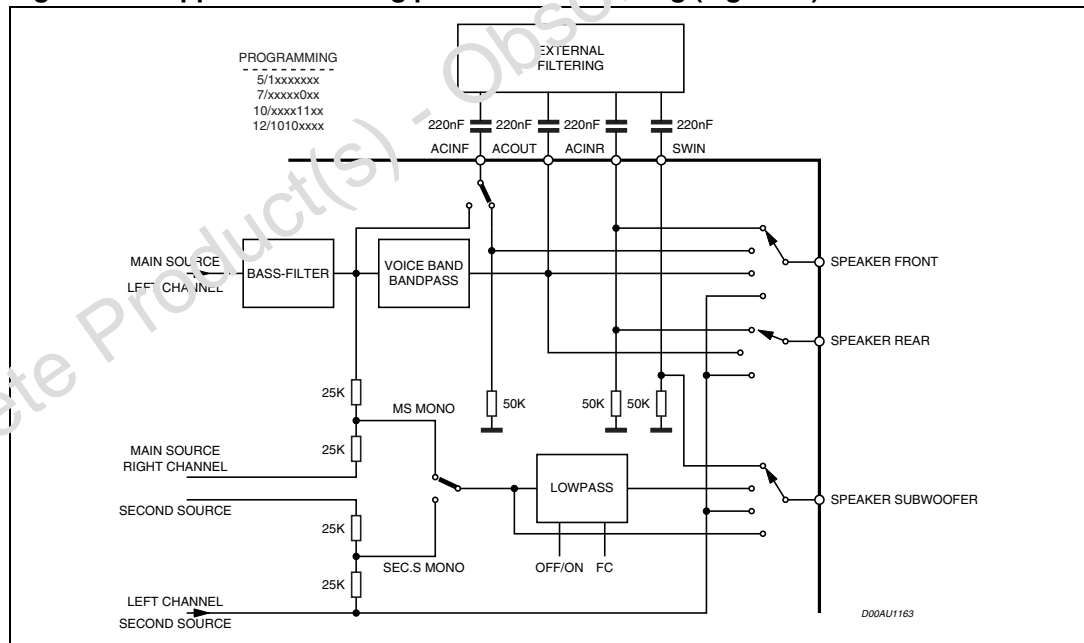 EXTERNAL
FILTERING
PROGRAMMING
5/1xxxxxxx
7/xxxxx0xx
10/xxxx11xx
12/1010xxxx
220nF 220nF 220nF 220nF
ACINF ACOUT ACINR SWIN
MAIN SOURCE
LEFT CHANNEL
BASS-FILTER
VOICE BAND
BANDPASS
SPEAKER FRONT
SPEAKER REAR
25K
MS MONO
50K 50K 50K
25K
MAIN SOURCE
RIGHT CHANNEL
LOWPASS
SPEAKER SUBWOOFER
SECOND SOURCE
25K
SEC.S MONO
OFF/ON FC
25K
LEFT CHANNEL
SECOND SOURCE
D00AU1163
ete Product(s) - Obso